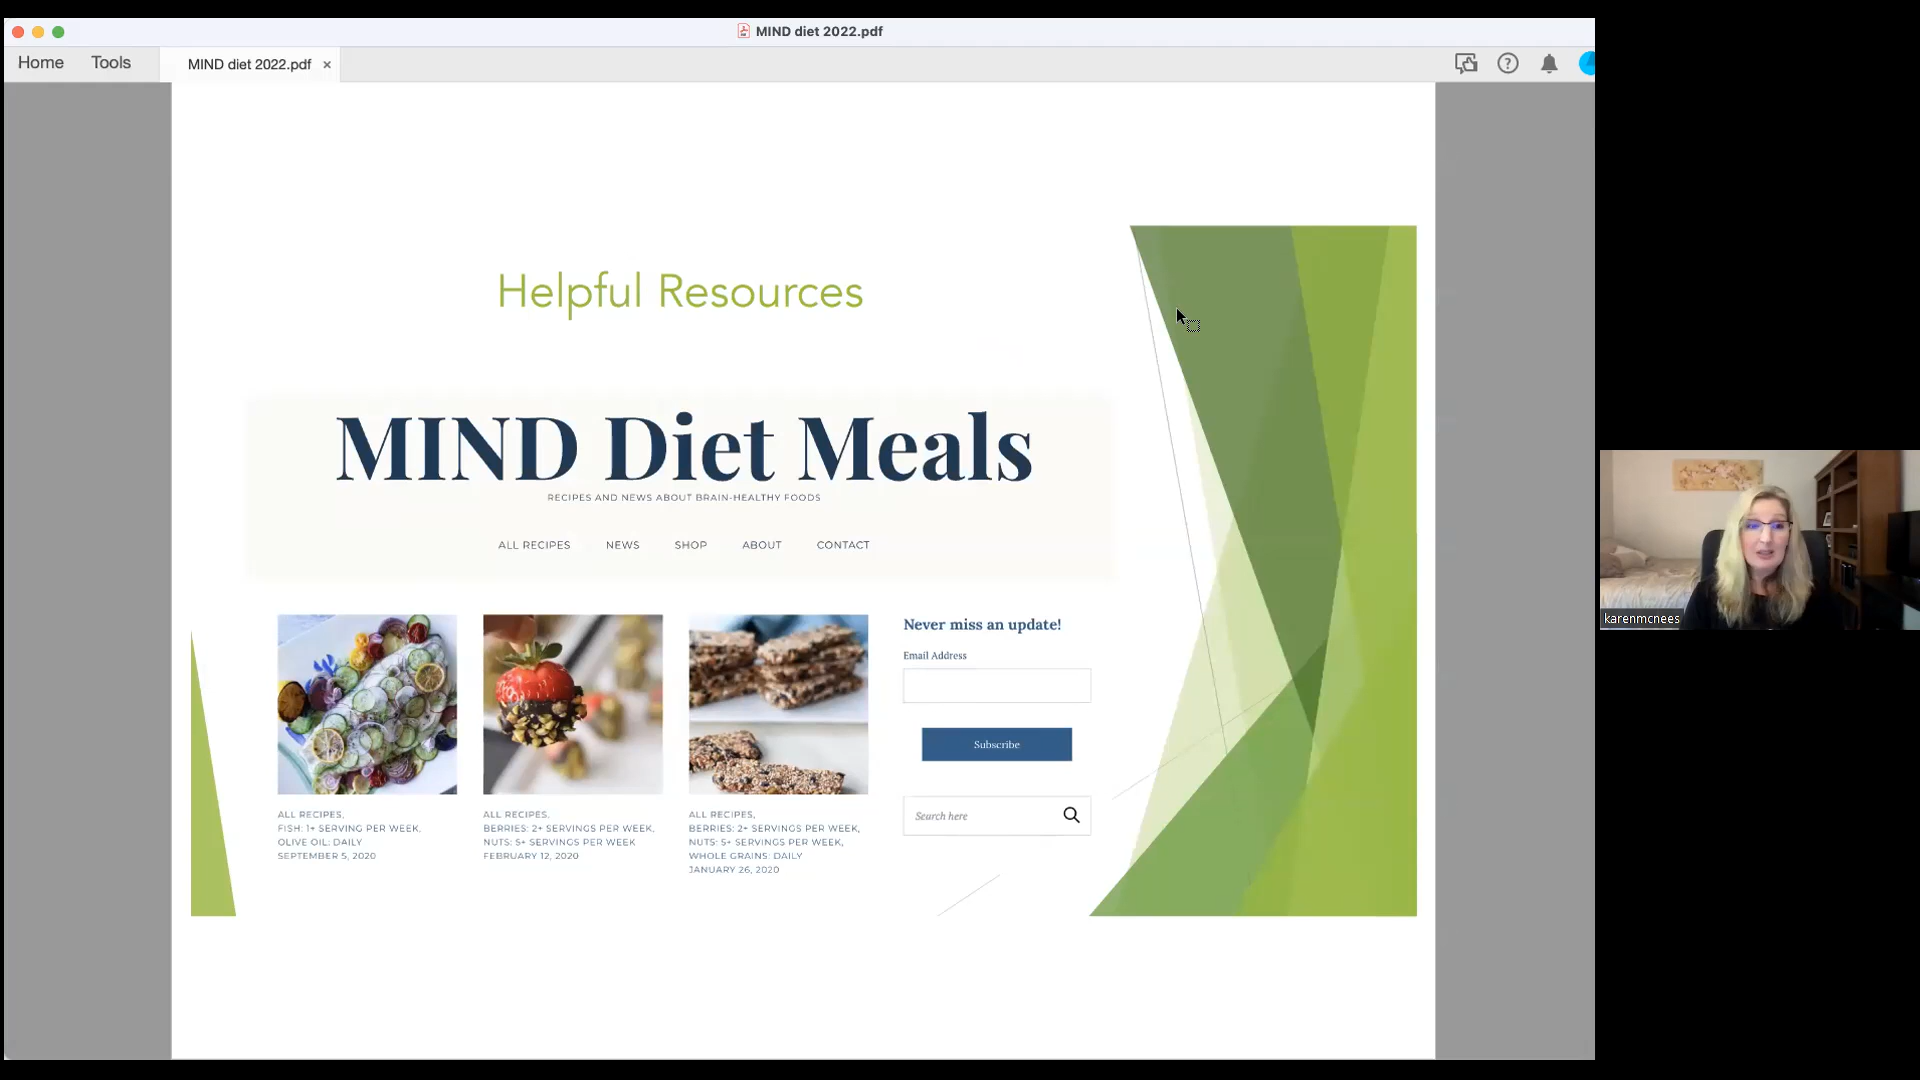 MIND diet 2022.pdf
Home
Tools
MIND diet 2022.pdf ×
Helpful Resources
MIND Diet Meals
RECIPES AND NEWS ABOUT BRAIN-HEALTHY FOODS
ALL RECIPES NEWS SHOP ABOUT CONTACT
ALL RECIPES,
FISH: 1+ SERVING PER WEEK,
OLIVE OIL: DAILY
SEPTEMBER 5, 2020
ALL RECIPES,
BERRIES: 2+ SERVINGS PER WEEK,
NUTS: 5+ SERVINGS PER WEEK
FEBRUARY 12, 2020
ALL RECIPES,
BERRIES: 2+ SERVINGS PER WEEK,
NUTS: 5+ SERVINGS PER WEEK,
WHOLE GRAINS: DAILY
JANUARY 26, 2020
Never miss an update!
Email Address
Subscribe
Search here
karenmcnees